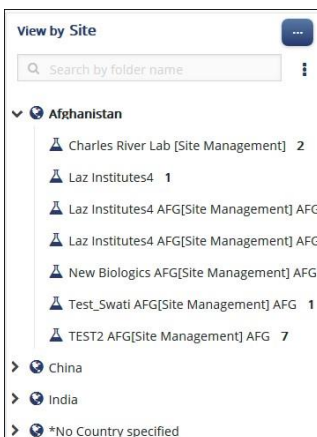 View by Site
...
Search by folder name
Afghanistan
Charles River Lab [Site Management] 2
Laz Institutes4 1
Laz Institutes4 AFG[Site Management] AFG
Laz Institutes4 AFG[Site Management] AFG
New Biologics AFG[Site Management] AFG
Test_Swati AFG[Site Management] AFG 1
TEST2 AFG[Site Management] AFG 7
China
India
*No Country specified